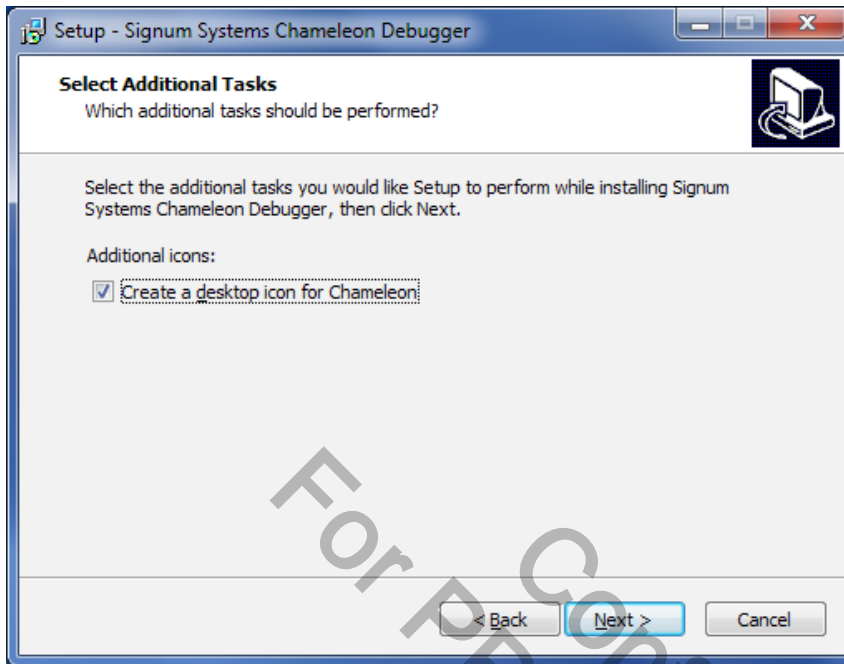 Setup - Signum Systems Chameleon Debugger
Select Additional Tasks
Which additional tasks should be performed?
Select the additional tasks you would like Setup to perform while installing Signum
Systems Chameleon Debugger, then click Next.
Additional icons:
Create a desktop icon for Chameleon
< Back
Next >
Cancel
For